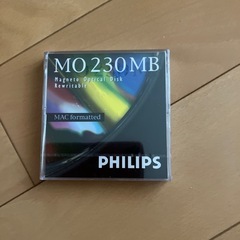 MO 230MB
Magneto Optical Disk
Rewritable
MAC formatted
PHILIPS